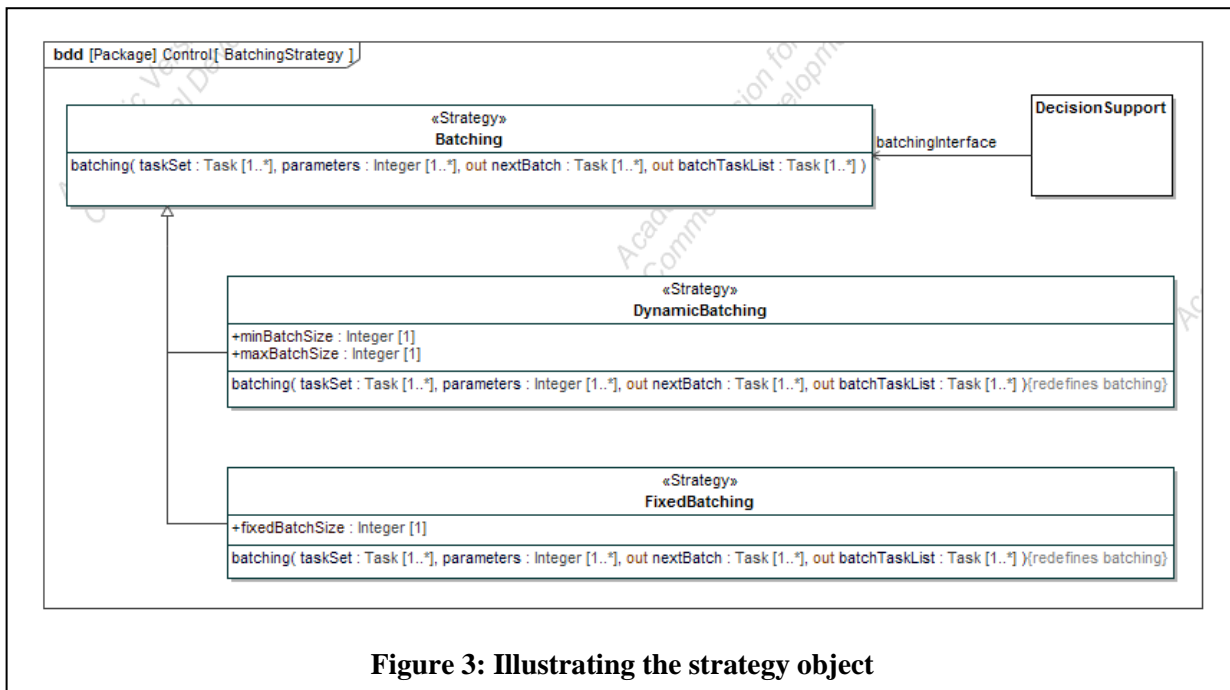 bdd [Package] Control[ BatchingStrategy ]
«Strategy»
Batching
batching( taskSet : Task [1..*], parameters : Integer [1..*], out nextBatch : Task [1..*], out batchTaskList : Task [1..*] )
batchingInterface
DecisionSupport
«Strategy»
DynamicBatching
+minBatchSize : Integer [1]
+maxBatchSize : Integer [1]
batching( taskSet : Task [1..*], parameters : Integer [1..*], out nextBatch : Task [1..*], out batchTaskList : Task [1..*] ){redefines batching}
«Strategy»
FixedBatching
+fixedBatchSize : Integer [1]
batching( taskSet : Task [1..*], parameters : Integer [1..*], out nextBatch : Task [1..*], out batchTaskList : Task [1..*] ){redefines batching}
Figure 3: Illustrating the strategy object